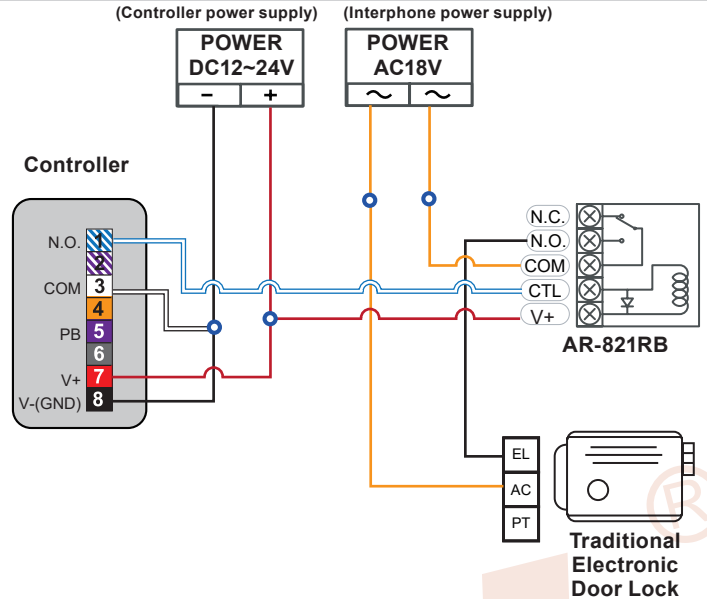 (Controller power supply)
(Interphone power supply)
POWER
DC12~24V
− +
POWER
AC18V
~ ~
Controller
N.O. 1
2
COM 3
4
PB 5
6
V+ 7
V-(GND) 8
N.C.
N.O.
COM
CTL
V+
AR-821RB
EL
AC
PT
Traditional
Electronic
Door Lock
®